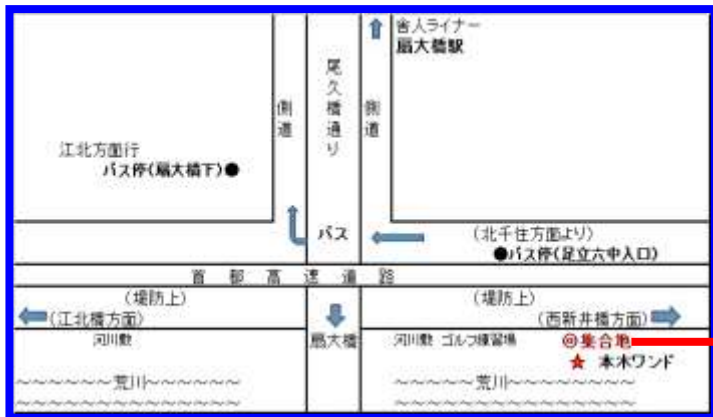 舎人ライナー
扇大橋駅
尾久橋通り
側道
側道
江北方面行
バス停(扇大橋下)●
バス
(北千住方面より)
●バス停(足立六中入口)
首都高速道路
(堤防上)
(江北橋方面)
(堤防上)
(西新井橋方面)
河川敷
扇大橋
河川敷 ゴルフ練習場
◎集合地
★ 本木ワンド
～～～～～～荒川～～～～～～
～～～～～～荒川～～～～～～